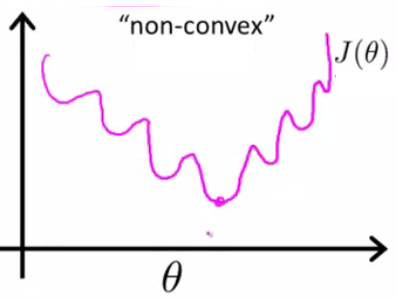 “non-convex”
J(θ)
θ